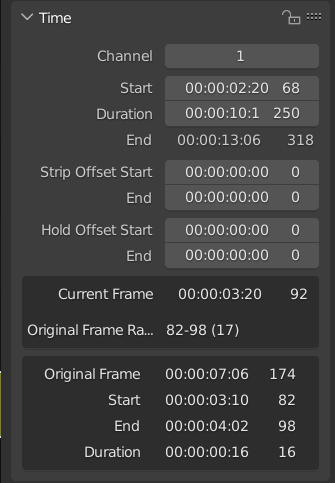 Time
Channel 1
Start 00:00:02:20 68
Duration 00:00:10:1 250
End 00:00:13:06 318
Strip Offset Start 00:00:00:00 0
End 00:00:00:00 0
Hold Offset Start 00:00:00:00 0
End 00:00:00:00 0
Current Frame 00:00:03:20 92
Original Frame Ra... 82-98 (17)
Original Frame 00:00:07:06 174
Start 00:00:03:10 82
End 00:00:04:02 98
Duration 00:00:00:16 16